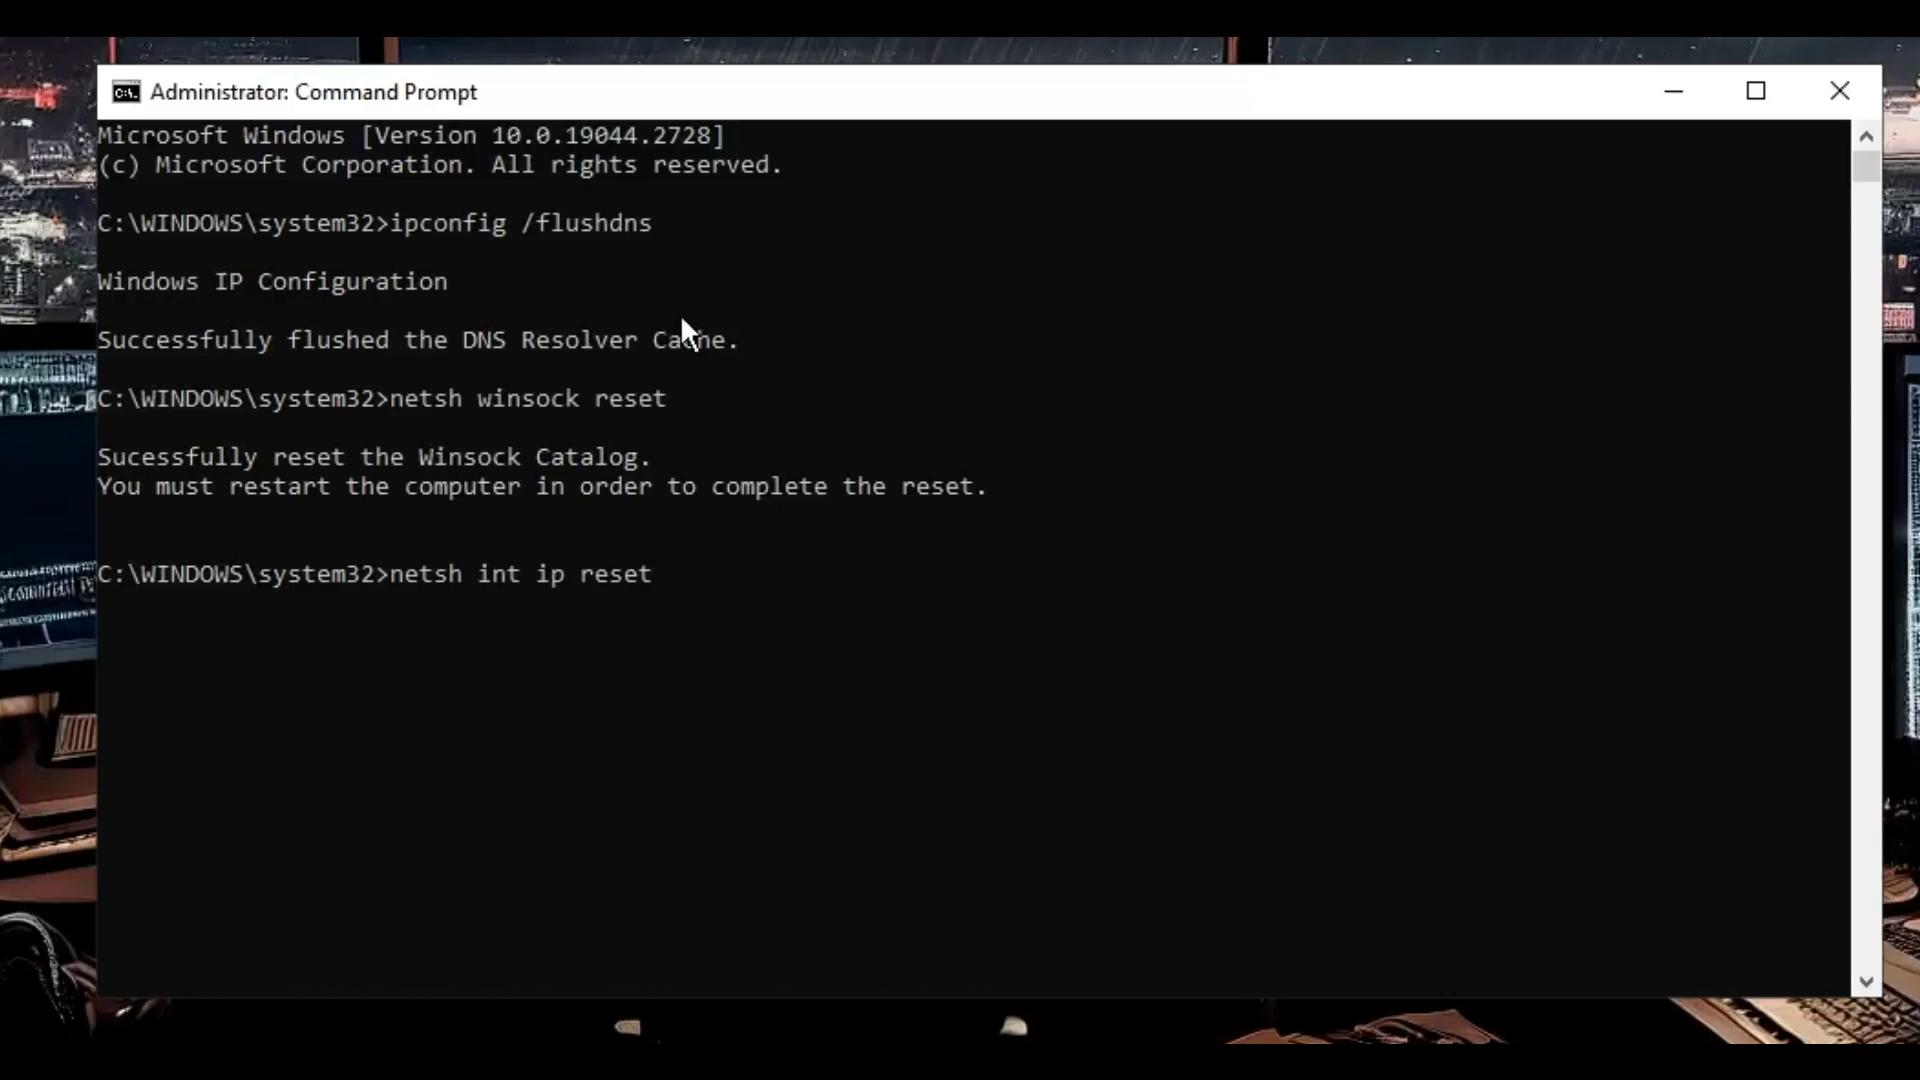 Administrator: Command Prompt
Microsoft Windows [Version 10.0.19044.2728]
(c) Microsoft Corporation. All rights reserved.
C:\WINDOWS\system32>ipconfig /flushdns
Windows IP Configuration
Successfully flushed the DNS Resolver Cache.
C:\WINDOWS\system32>netsh winsock reset
Sucessfully reset the Winsock Catalog.
You must restart the computer in order to complete the reset.
C:\WINDOWS\system32>netsh int ip reset